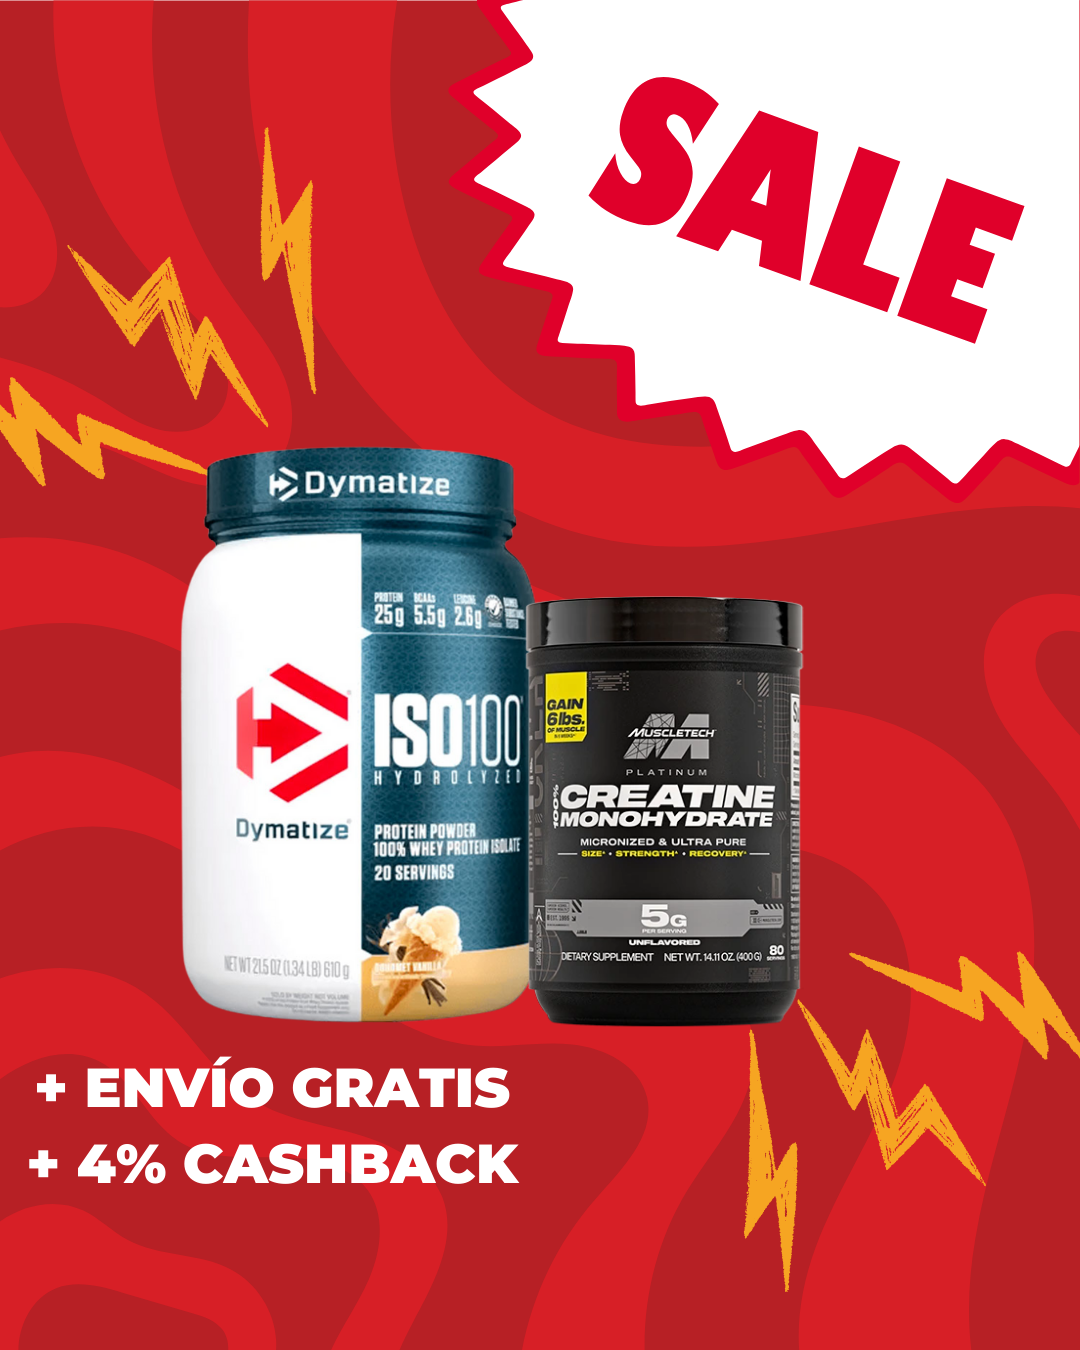 SALE
Dymatize
PROTEIN BCAAs LEUCINE
25g 5.5g 2.6g
ISO100
HYDROLYZED
Dymatize
PROTEIN POWDER
100% WHEY PROTEIN ISOLATE
20 SERVINGS
GOURMET VANILLA
NET WT 21.5 OZ (1.34 LB) 610 g
GAIN
6 lbs.
OF MUSCLE
MUSCLETECH
PLATINUM
100% CREATINE
MONOHYDRATE
MICRONIZED & ULTRA PURE
SIZE* • STRENGTH* • RECOVERY*
5G
PER SERVING
UNFLAVORED
DIETARY SUPPLEMENT NET WT. 14.11 OZ. (400 G)
80
SERVINGS
+ ENVÍO GRATIS
+ 4% CASHBACK